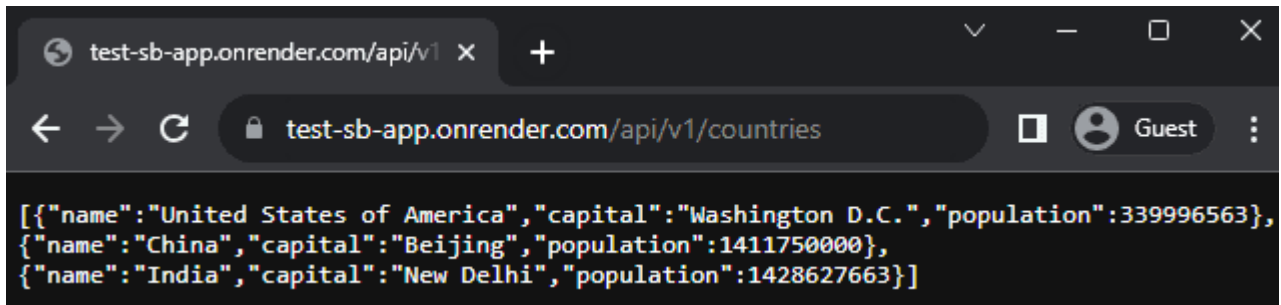 test-sb-app.onrender.com/api/v1
test-sb-app.onrender.com/api/v1/countries
Guest
[{"name":"United States of America","capital":"Washington D.C.","population":339996563},
{"name":"China","capital":"Beijing","population":1411750000},
{"name":"India","capital":"New Delhi","population":1428627663}]